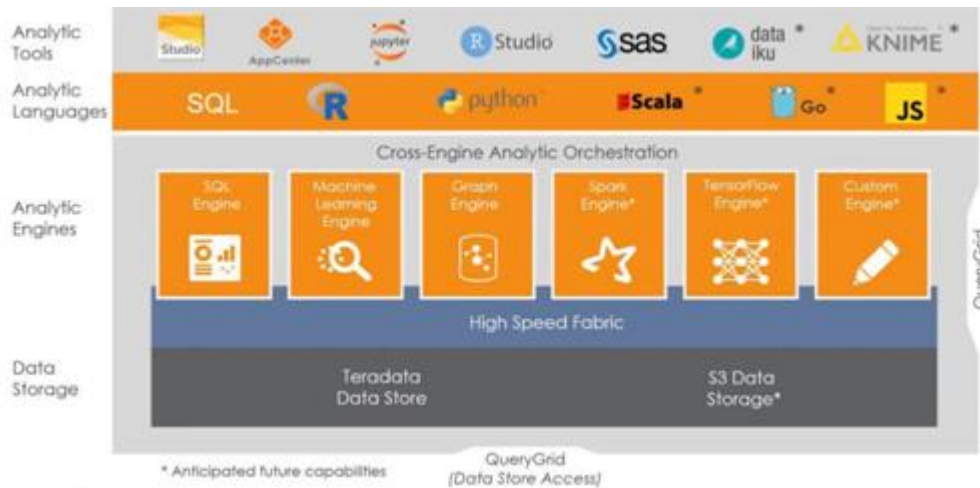 Analytic
Tools
Studio
AppCenter
jupyter
R Studio
sas
data
iku *
KNIME *
Analytic
Languages
SQL
R
python
Scala *
Go *
JS *
Cross-Engine Analytic Orchestration
Analytic
Engines
SQL
Engine
Machine
Learning
Engine
Graph
Engine
Spark
Engine*
TensorFlow
Engine*
Custom
Engine*
QueryGrid
High Speed Fabric
Data
Storage
Teradata
Data Store
S3 Data
Storage*
* Anticipated future capabilities
QueryGrid
(Data Store Access)